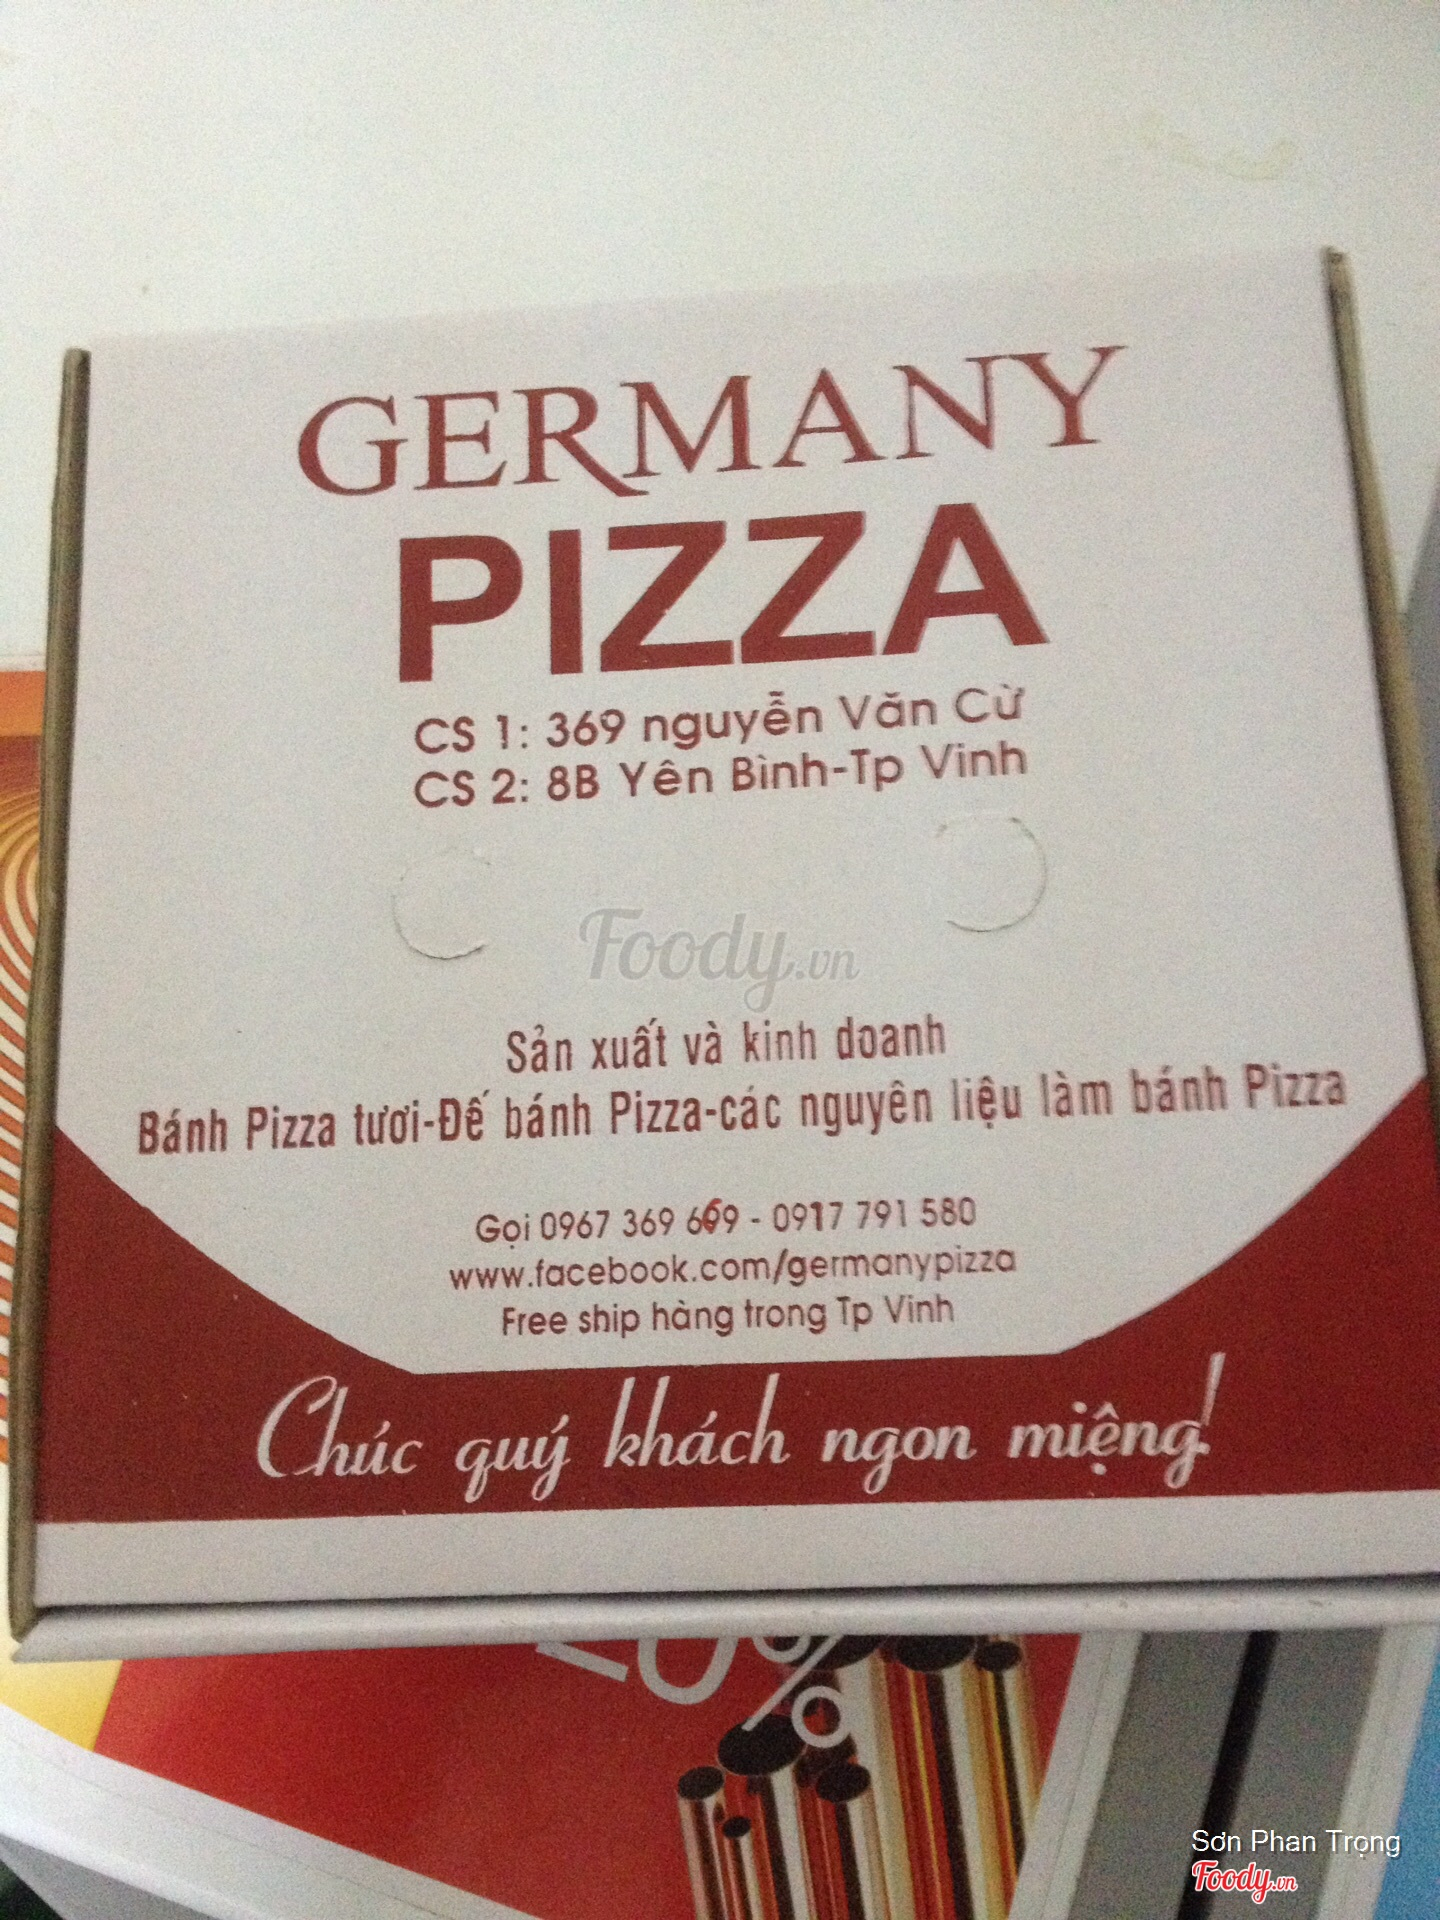 GERMANY
PIZZA
CS 1: 369 nguyễn Văn Cừ
CS 2: 8B Yên Bình-Tp Vinh
Foody.vn
Sản xuất và kinh doanh
Bánh Pizza tươi-Đế bánh Pizza-các nguyên liệu làm bánh Pizza
Gọi 0967 369 669 - 0917 791 580
www.facebook.com/germanypizza
Free ship hàng trong Tp Vinh
Chúc quý khách ngon miệng!
Sơn Phan Trọng
Foody.vn